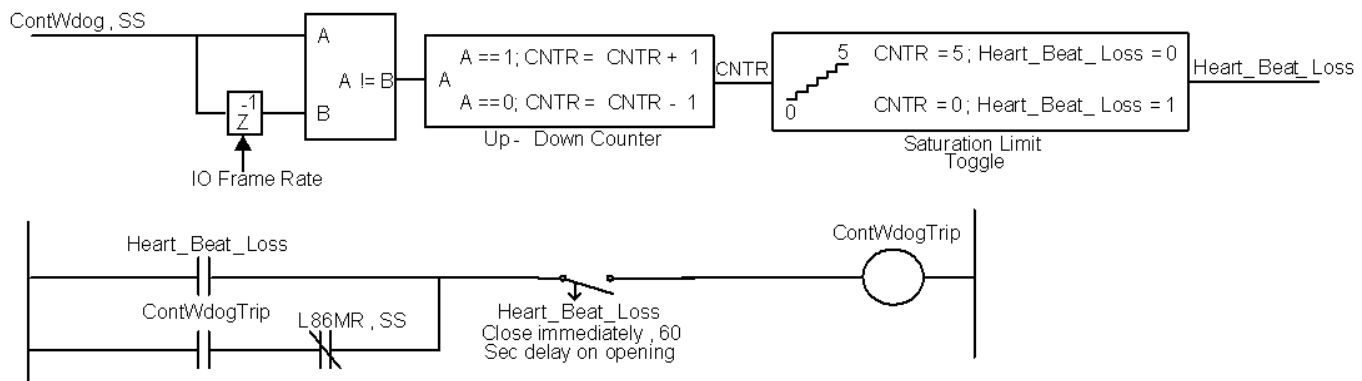 ContWdog , SS
A
A != B
B
-1
Z
IO Frame Rate
A
A ==1; CNTR = CNTR + 1
A ==0; CNTR = CNTR - 1
Up - Down Counter
CNTR
0
5
CNTR = 5; Heart_Beat_Loss = 0
CNTR = 0; Heart_Beat_Loss = 1
Saturation Limit
Toggle
Heart_Beat_Loss
Heart_Beat_Loss
ContWdogTrip
L86MR , SS
Heart_Beat_Loss
Close immediately , 60
Sec delay on opening
ContWdogTrip